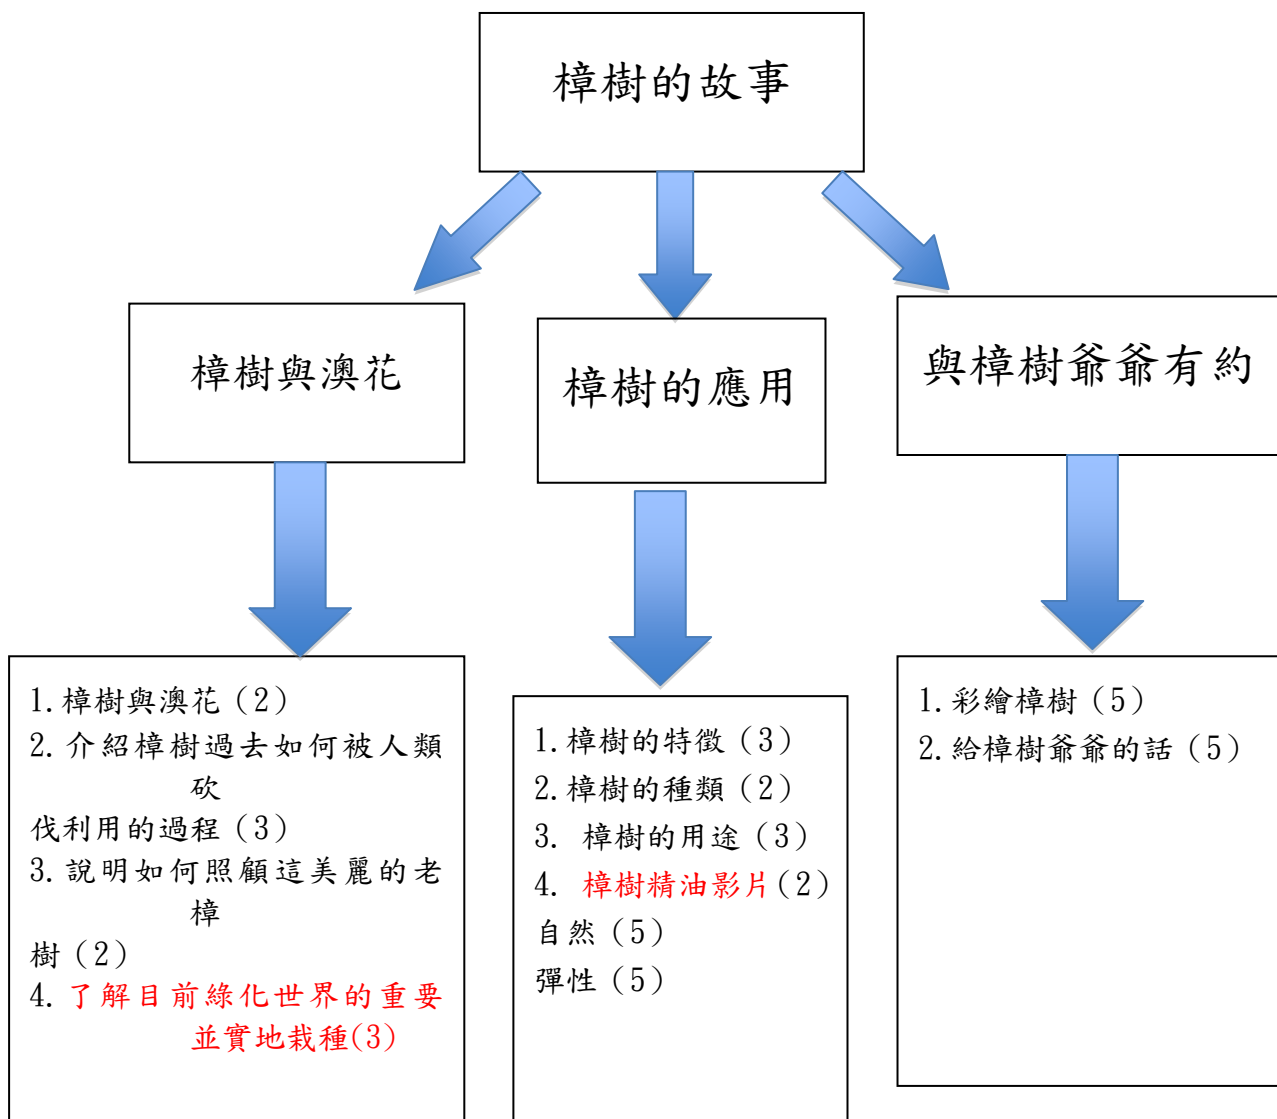 樟樹的故事
樟樹與澳花
樟樹的應用
與樟樹爺爺有約
1.樟樹與澳花（2）
2.介紹樟樹過去如何被人類
砍
伐利用的過程（3）
3.說明如何照顧這美麗的老
樟
樹（2）
4.了解目前綠化世界的重要
並實地栽種(3)
1.樟樹的特徵（3）
2.樟樹的種類（2）
3. 樟樹的用途（3）
4. 樟樹精油影片(2)
自然（5）
彈性（5）
1.彩繪樟樹（5）
2.給樟樹爺爺的話（5）